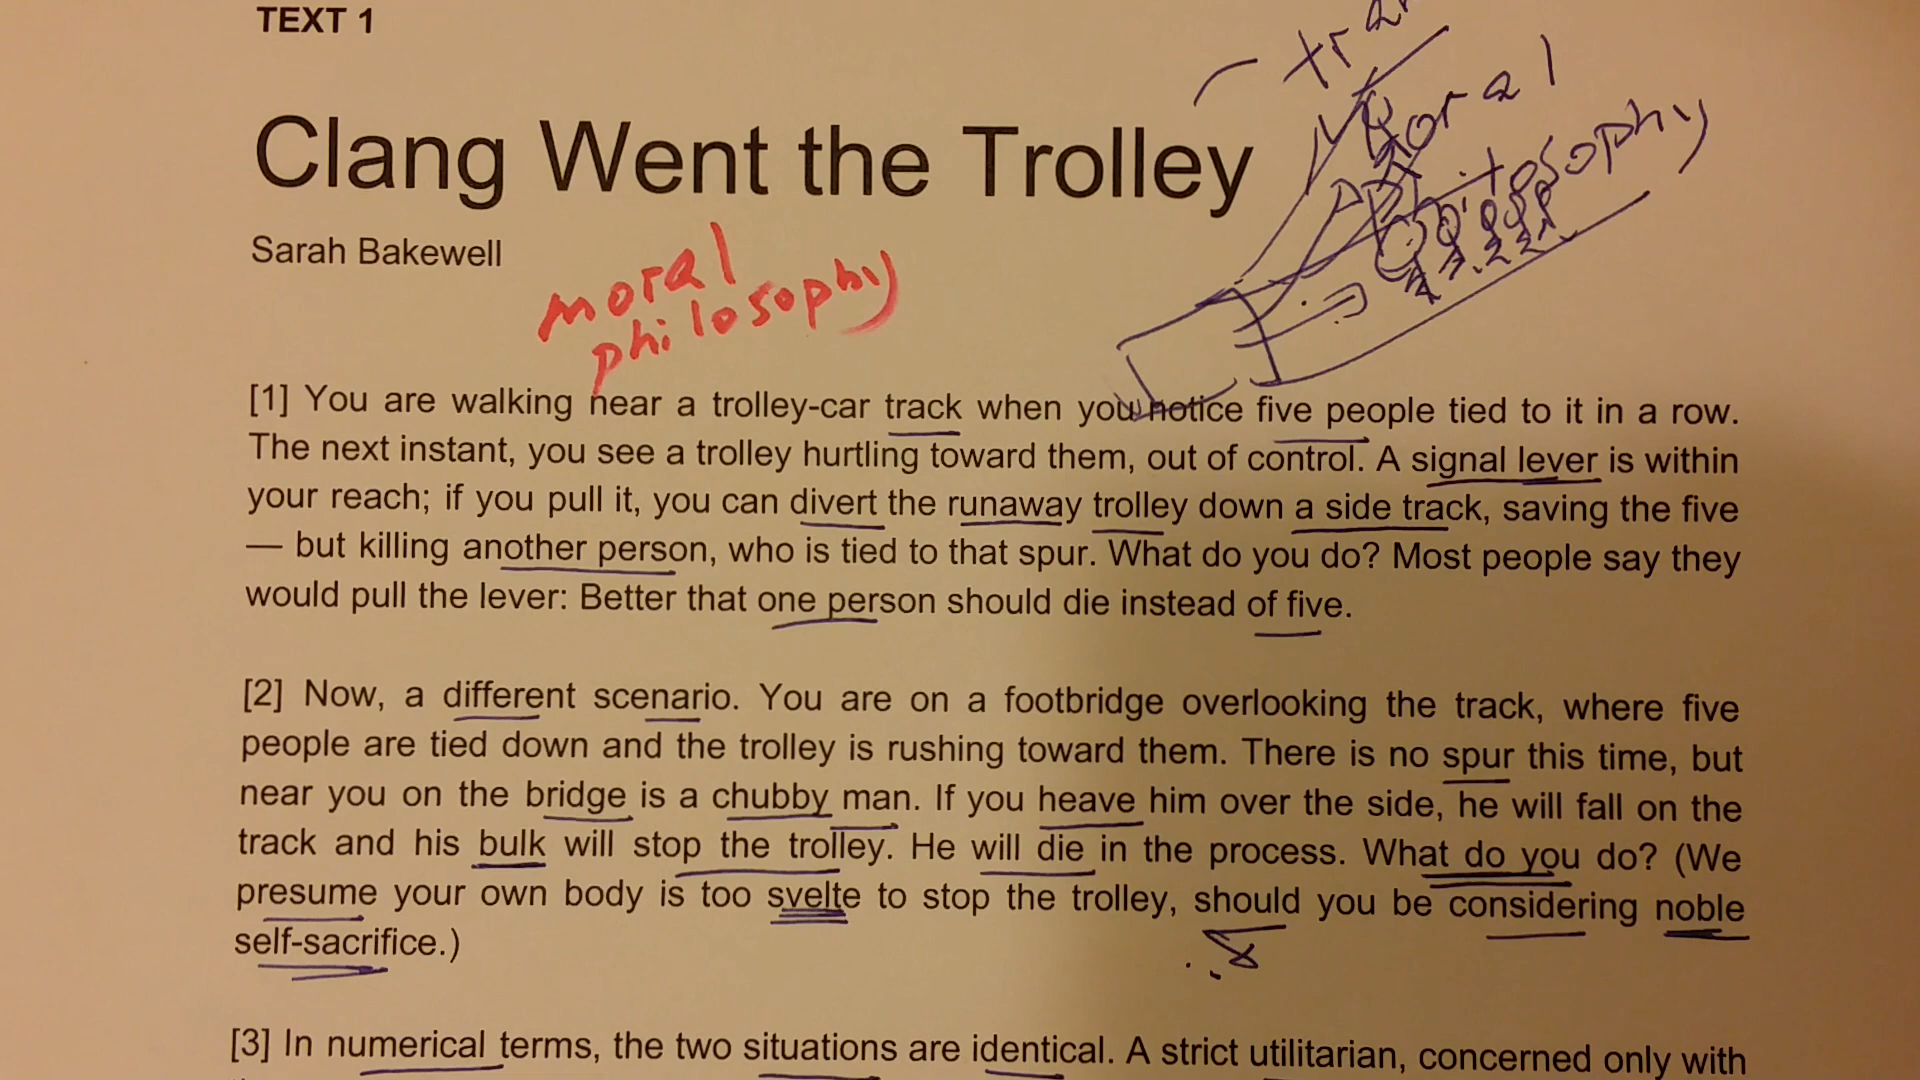 TEXT 1
Clang Went the Trolley
Sarah Bakewell
moral
philosophy
moral
philosophy
[1] You are walking near a trolley-car track when you notice five people tied to it in a row.
The next instant, you see a trolley hurtling toward them, out of control. A signal lever is within
your reach; if you pull it, you can divert the runaway trolley down a side track, saving the five
— but killing another person, who is tied to that spur. What do you do? Most people say they
would pull the lever: Better that one person should die instead of five.
[2] Now, a different scenario. You are on a footbridge overlooking the track, where five
people are tied down and the trolley is rushing toward them. There is no spur this time, but
near you on the bridge is a chubby man. If you heave him over the side, he will fall on the
track and his bulk will stop the trolley. He will die in the process. What do you do? (We
presume your own body is too svelte to stop the trolley, should you be considering noble
self-sacrifice.)
[3] In numerical terms, the two situations are identical. A strict utilitarian, concerned only with